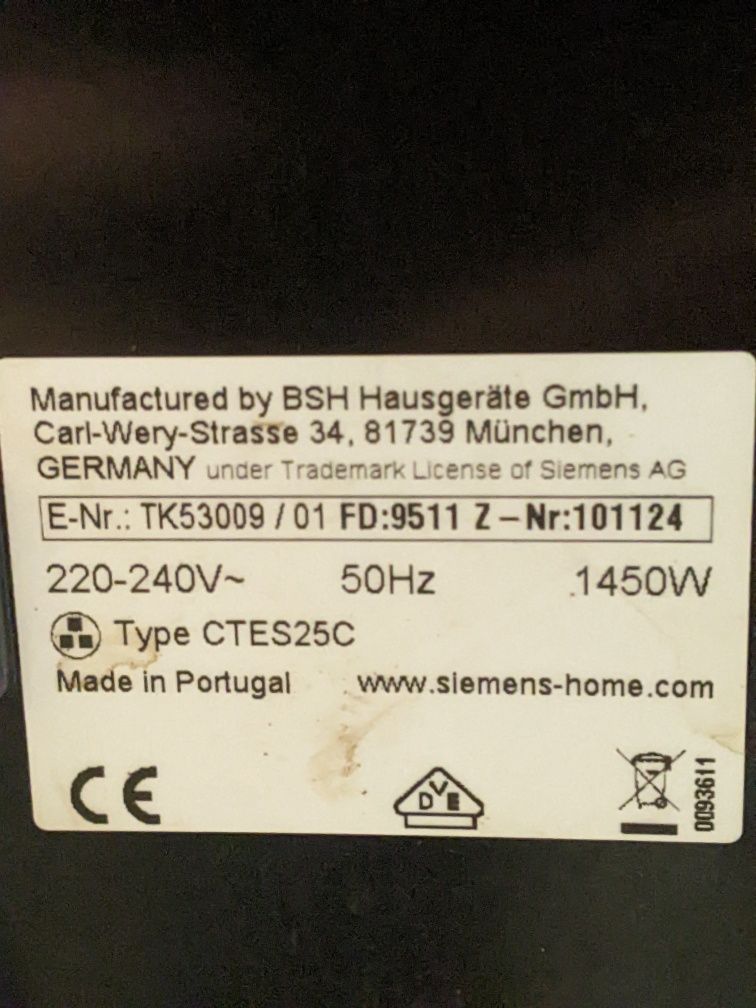 Manufactured by BSH Hausgeräte GmbH,
Carl-Wery-Strasse 34, 81739 München,
GERMANY under Trademark License of Siemens AG
E-Nr.: TK53009 / 01 FD:9511 Z-Nr:101124
220-240V~ 50Hz 1450W
Type CTES25C
Made in Portugal www.siemens-home.com
CE
DVE
0093611